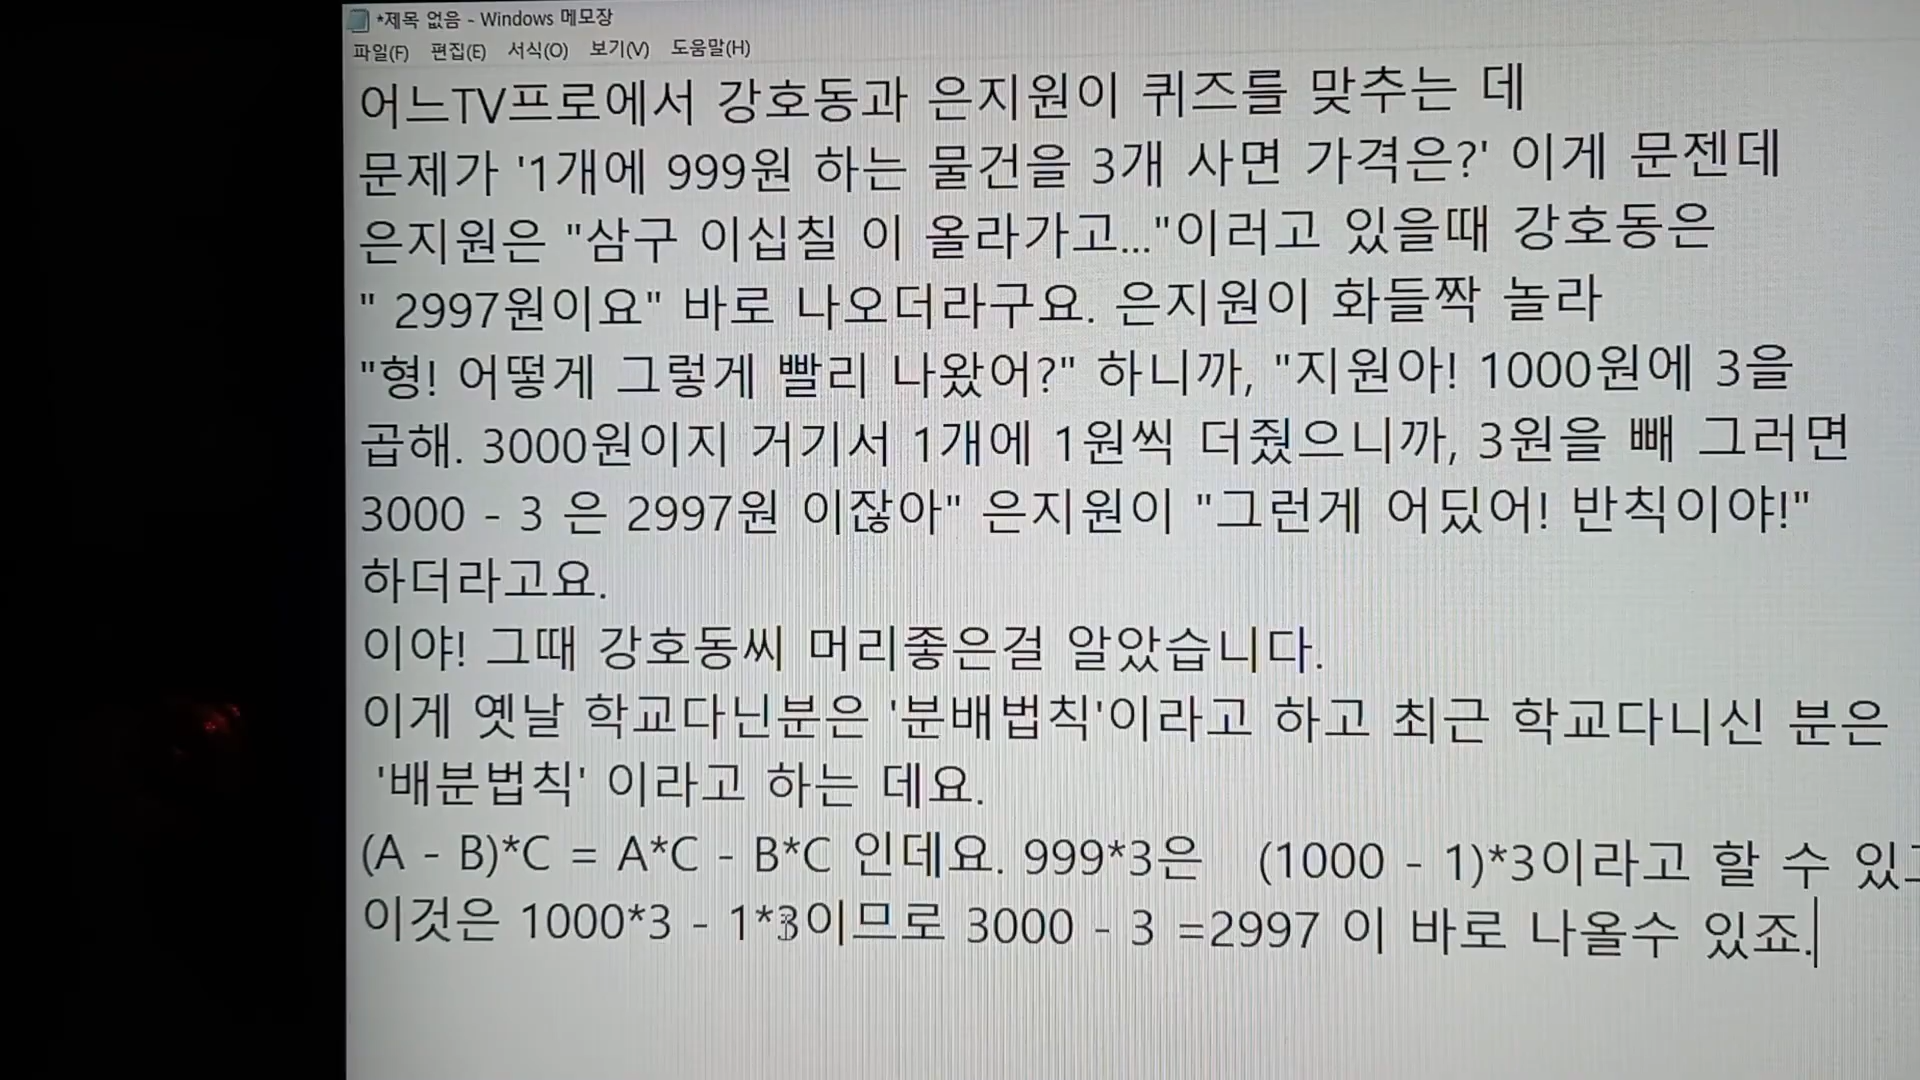 *제목 없음 - Windows 메모장
파일(F) 편집(E) 서식(O) 보기(V) 도움말(H)
어느TV프로에서 강호동과 은지원이 퀴즈를 맞추는 데
문제가 '1개에 999원 하는 물건을 3개 사면 가격은?' 이게 문젠데
은지원은 "삼구 이십칠 이 올라가고..."이러고 있을때 강호동은
" 2997원이요" 바로 나오더라구요. 은지원이 화들짝 놀라
"형! 어떻게 그렇게 빨리 나왔어?" 하니까, "지원아! 1000원에 3을
곱해. 3000원이지 거기서 1개에 1원씩 더줬으니까, 3원을 빼 그러면
3000 - 3 은 2997원 이잖아" 은지원이 "그런게 어딨어! 반칙이야!"
하더라고요.
이야! 그때 강호동씨 머리좋은걸 알았습니다.
이게 옛날 학교다닌분은 '분배법칙'이라고 하고 최근 학교다니신 분은
'배분법칙' 이라고 하는 데요.
(A - B)*C = A*C - B*C 인데요. 999*3은 (1000 - 1)*3이라고 할 수
이것은 1000*3 - 1*3이므로 3000 - 3 =2997 이 바로 나올수 있죠.